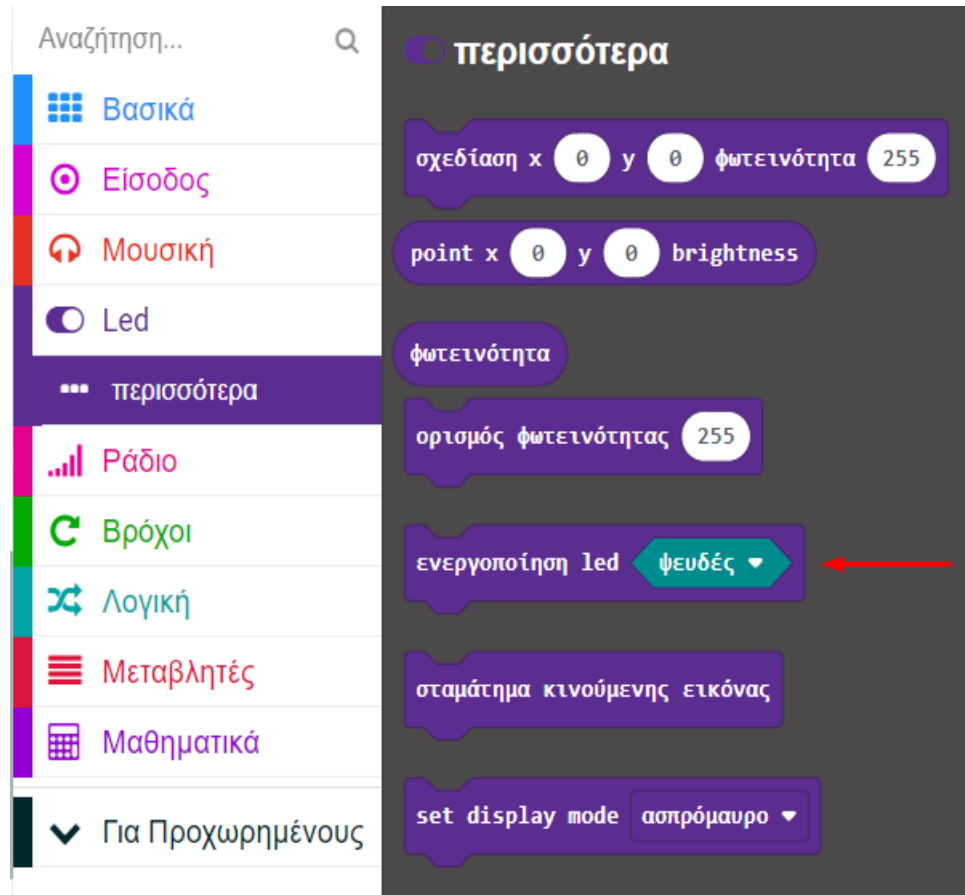 Αναζήτηση...
Βασικά
Είσοδος
Μουσική
Led
περισσότερα
Ράδιο
Βρόχοι
Λογική
Μεταβλητές
Μαθηματικά
Για Προχωρημένους
περισσότερα
σχεδίαση x 0 y 0 φωτεινότητα 255
point x 0 y 0 brightness
φωτεινότητα
ορισμός φωτεινότητας 255
ενεργοποίηση led ψευδές
σταμάτημα κινούμενης εικόνας
set display mode ασπρόμαυρο